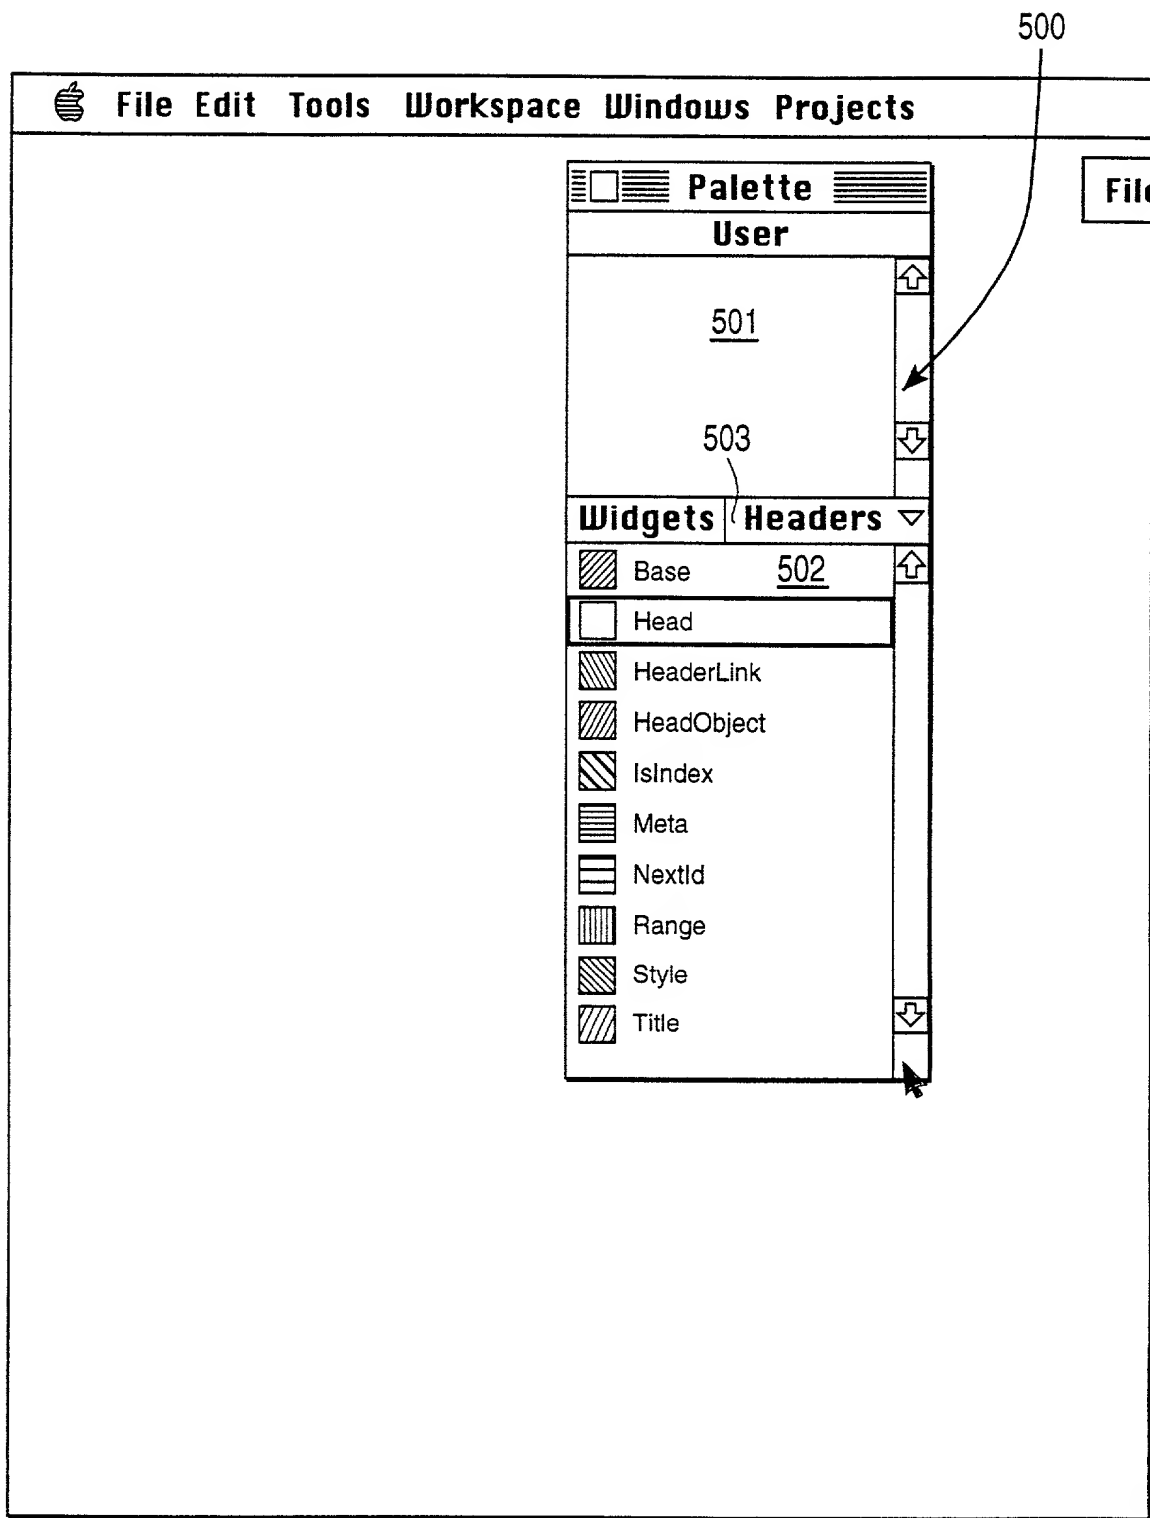 500
File Edit Tools Workspace Windows Projects
Palette
File
User
501
503
Widgets Headers
Base 502
Head
HeaderLink
HeadObject
IsIndex
Meta
NextId
Range
Style
Title